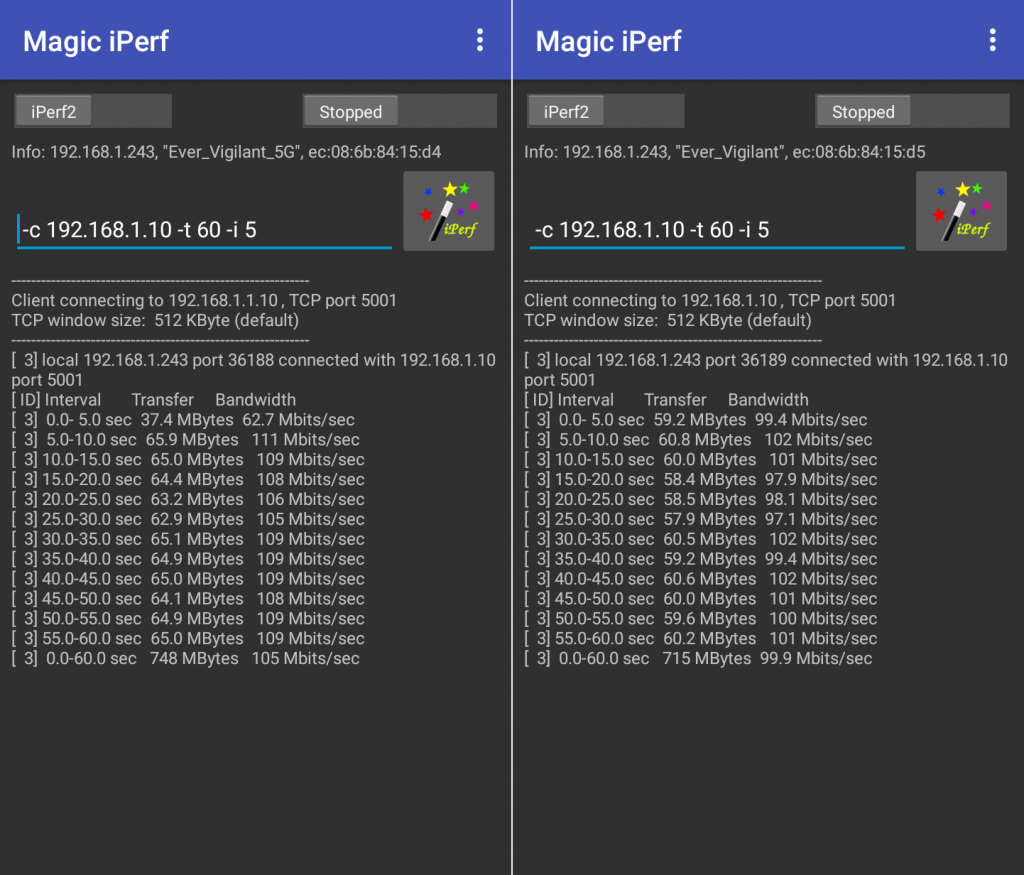 Magic iPerf
iPerf2
Stopped
Info: 192.168.1.243, "Ever_Vigilant_5G", ec:08:6b:84:15:d4
-c 192.168.1.10 -t 60 -i 5
iPerf
------------------------------------------------------------
Client connecting to 192.168.1.1.10 , TCP port 5001
TCP window size:  512 KByte (default)
------------------------------------------------------------
[  3] local 192.168.1.243 port 36188 connected with 192.168.1.10
port 5001
[ ID] Interval       Transfer     Bandwidth
[  3]  0.0- 5.0 sec  37.4 MBytes  62.7 Mbits/sec
[  3]  5.0-10.0 sec  65.9 MBytes   111 Mbits/sec
[  3] 10.0-15.0 sec  65.0 MBytes   109 Mbits/sec
[  3] 15.0-20.0 sec  64.4 MBytes   108 Mbits/sec
[  3] 20.0-25.0 sec  63.2 MBytes   106 Mbits/sec
[  3] 25.0-30.0 sec  62.9 MBytes   105 Mbits/sec
[  3] 30.0-35.0 sec  65.1 MBytes   109 Mbits/sec
[  3] 35.0-40.0 sec  64.9 MBytes   109 Mbits/sec
[  3] 40.0-45.0 sec  65.0 MBytes   109 Mbits/sec
[  3] 45.0-50.0 sec  64.1 MBytes   108 Mbits/sec
[  3] 50.0-55.0 sec  64.9 MBytes   109 Mbits/sec
[  3] 55.0-60.0 sec  65.0 MBytes   109 Mbits/sec
[  3]  0.0-60.0 sec   748 MBytes   105 Mbits/sec
Magic iPerf
iPerf2
Stopped
Info: 192.168.1.243, "Ever_Vigilant", ec:08:6b:84:15:d5
-c 192.168.1.10 -t 60 -i 5
iPerf
------------------------------------------------------------
Client connecting to 192.168.1.10 , TCP port 5001
TCP window size:  512 KByte (default)
------------------------------------------------------------
[  3] local 192.168.1.243 port 36189 connected with 192.168.1.10
port 5001
[ ID] Interval       Transfer     Bandwidth
[  3]  0.0- 5.0 sec  59.2 MBytes  99.4 Mbits/sec
[  3]  5.0-10.0 sec  60.8 MBytes   102 Mbits/sec
[  3] 10.0-15.0 sec  60.0 MBytes   101 Mbits/sec
[  3] 15.0-20.0 sec  58.4 MBytes  97.9 Mbits/sec
[  3] 20.0-25.0 sec  58.5 MBytes  98.1 Mbits/sec
[  3] 25.0-30.0 sec  57.9 MBytes  97.1 Mbits/sec
[  3] 30.0-35.0 sec  60.5 MBytes   102 Mbits/sec
[  3] 35.0-40.0 sec  59.2 MBytes  99.4 Mbits/sec
[  3] 40.0-45.0 sec  60.6 MBytes   102 Mbits/sec
[  3] 45.0-50.0 sec  60.0 MBytes   101 Mbits/sec
[  3] 50.0-55.0 sec  59.6 MBytes   100 Mbits/sec
[  3] 55.0-60.0 sec  60.2 MBytes   101 Mbits/sec
[  3]  0.0-60.0 sec   715 MBytes  99.9 Mbits/sec